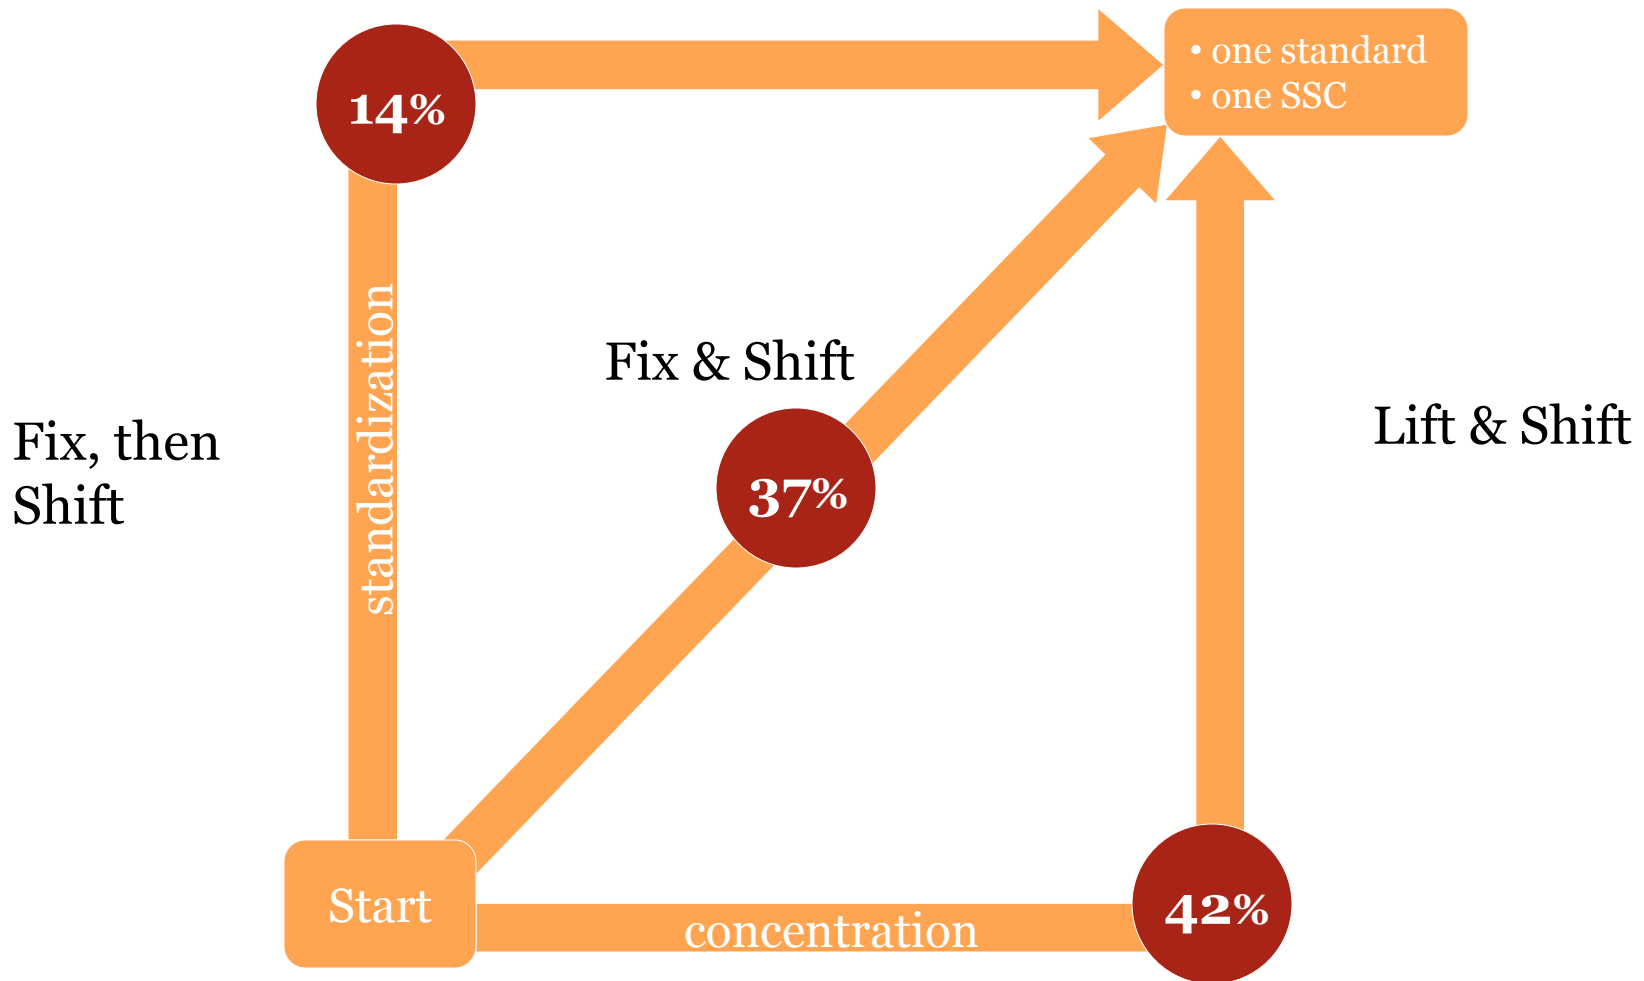 14%
• one standard
• one SSC
standardization
Fix & Shift
Fix, then
Shift
Lift & Shift
37%
Start
concentration
42%